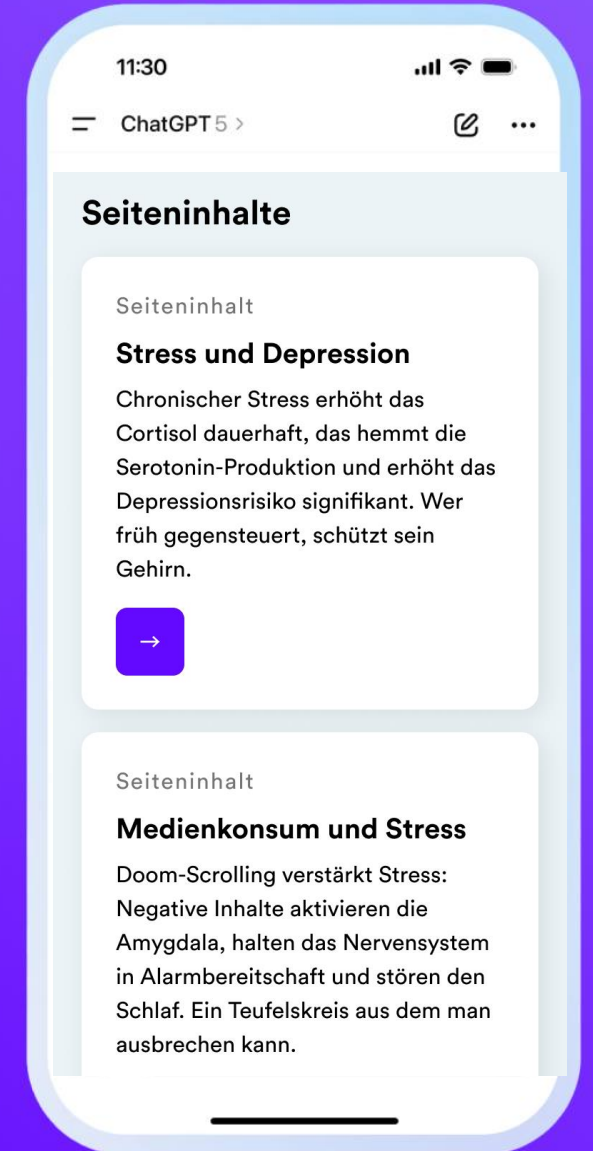 11:30
ChatGPT 5 >
Seiteninhalte
Seiteninhalt
Stress und Depression
Chronischer Stress erhöht das
Cortisol dauerhaft, das hemmt die
Serotonin-Produktion und erhöht das
Depressionsrisiko signifikant. Wer
früh gegensteuert, schützt sein
Gehirn.
→
Seiteninhalt
Medienkonsum und Stress
Doom-Scrolling verstärkt Stress:
Negative Inhalte aktivieren die
Amygdala, halten das Nervensystem
in Alarmbereitschaft und stören den
Schlaf. Ein Teufelskreis aus dem man
ausbrechen kann.